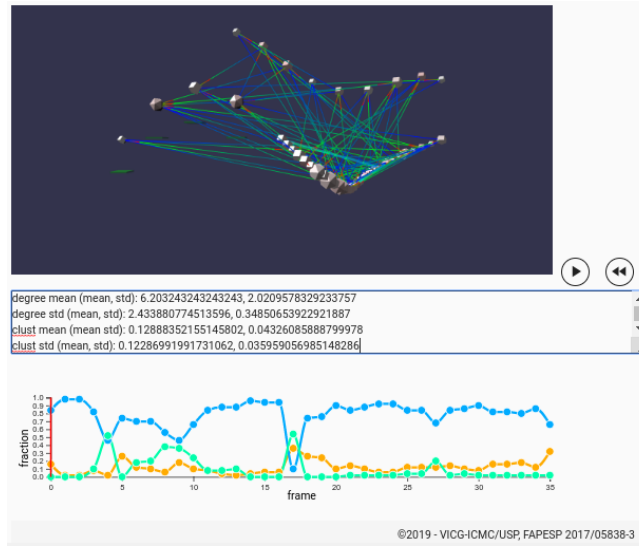 degree mean (mean, std): 6.203243243243243, 2.0209578329233757
degree std (mean, std): 2.433880774513596, 0.34850653922921887
clust mean (mean, std): 0.12888352155145802, 0.04326085888799978
clust std (mean, std): 0.12286991991731062, 0.035959056985148286
1.0
0.9
0.8
0.7
0.6
0.5
0.4
0.3
0.2
0.1
0.0
fraction
0 5 10 15 20 25 30 35
frame
©2019 - VICG-ICMC/USP, FAPESP 2017/05838-3